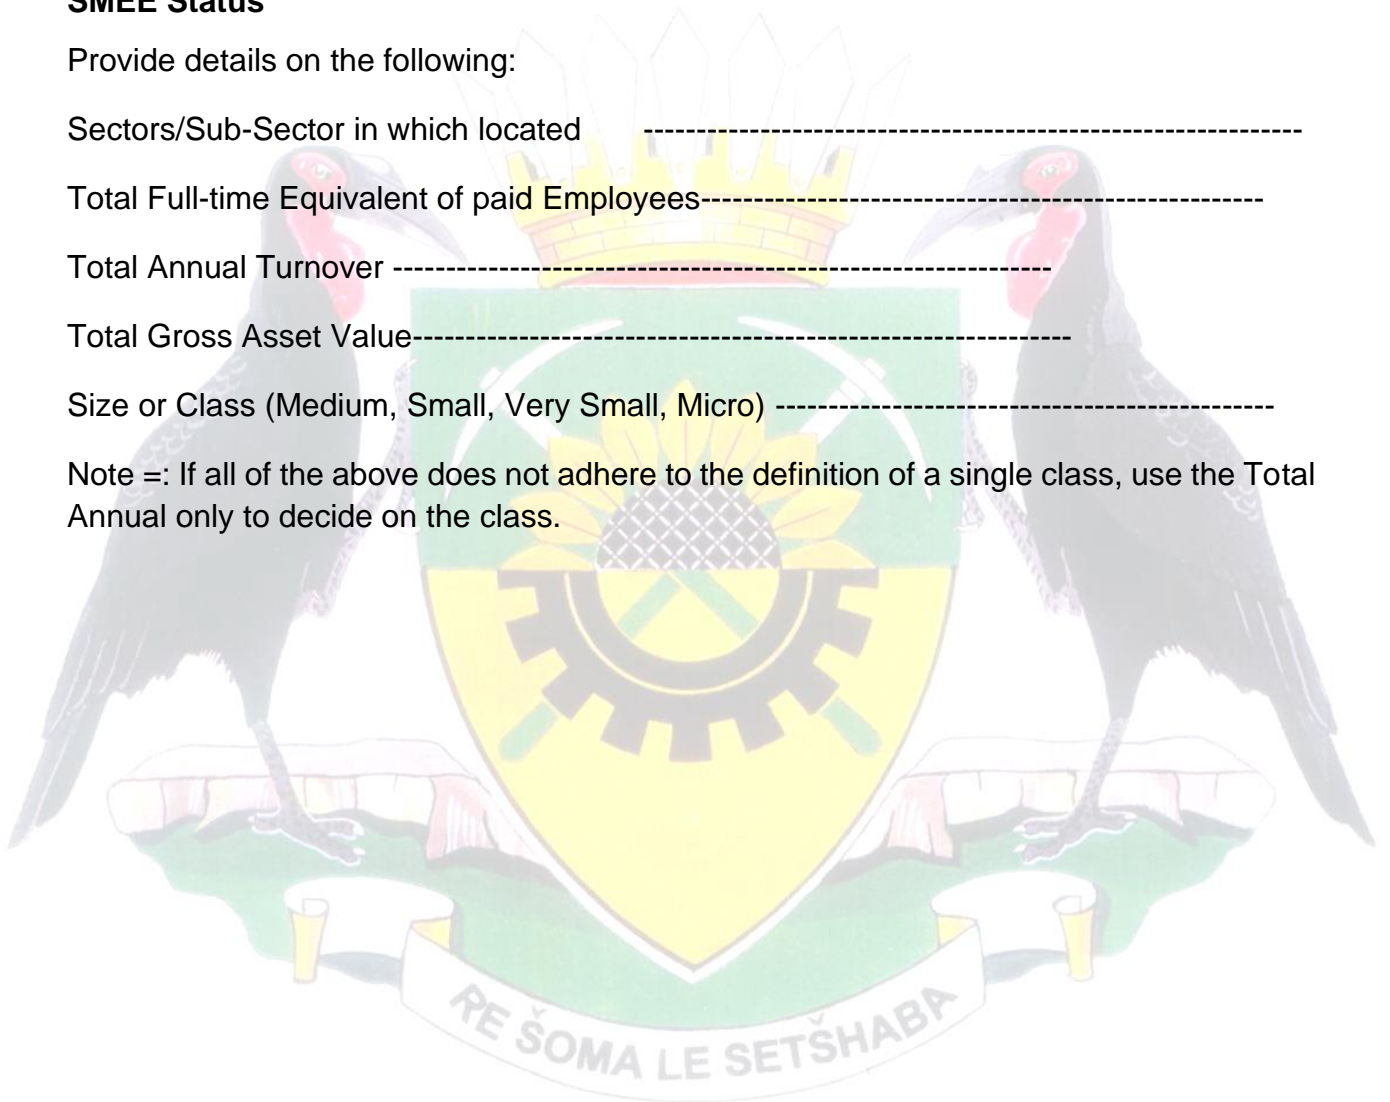 SMEE Status
Provide details on the following:
Sectors/Sub-Sector in which located --------------------------------------------------------------
Total Full-time Equivalent of paid Employees-----------------------------------------------------
Total Annual Turnover --------------------------------------------------------------
Total Gross Asset Value--------------------------------------------------------------
Size or Class (Medium, Small, Very Small, Micro) -----------------------------------------------
Note =: If all of the above does not adhere to the definition of a single class, use the Total
Annual only to decide on the class.
RE ŠOMA LE SETŠHABA